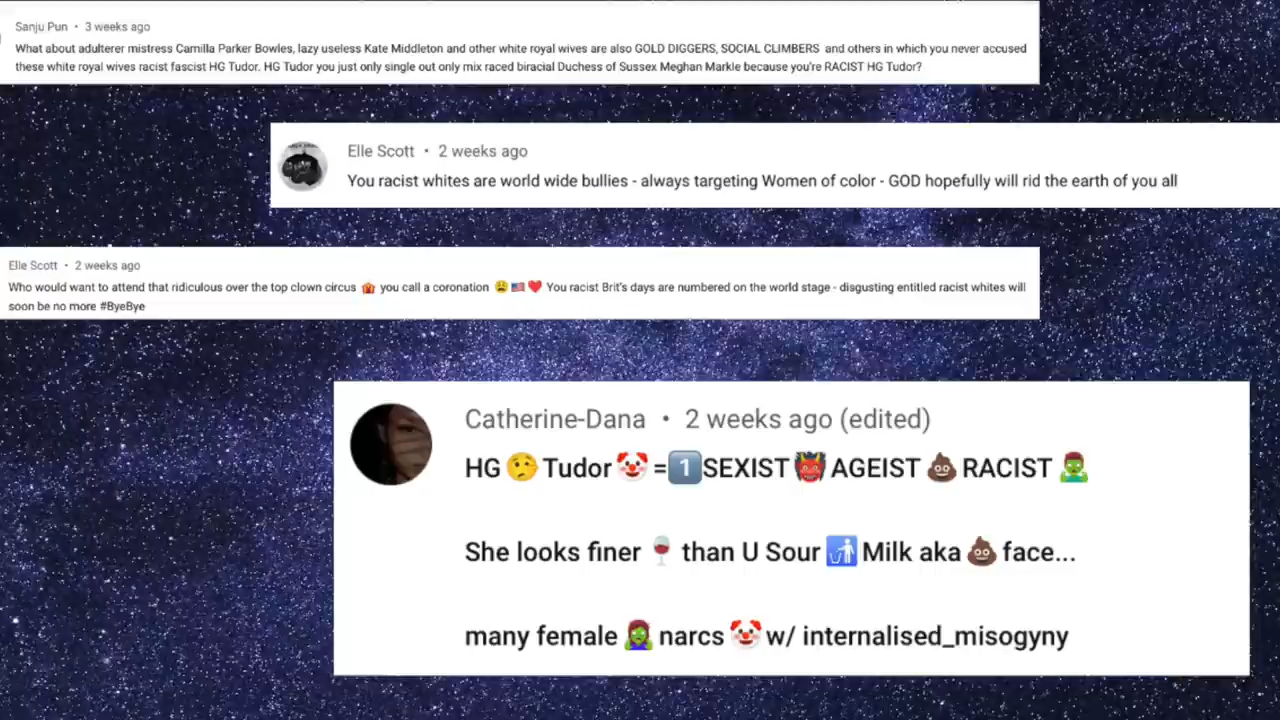 Sanju Pun • 3 weeks ago
What about adulterer mistress Camilla Parker Bowles, lazy useless Kate Middleton and other white royal wives are also GOLD DIGGERS, SOCIAL CLIMBERS and others in which you never accused
these white royal wives racist fascist HG Tudor. HG Tudor you just only single out only mix raced biracial Duchess of Sussex Meghan Markle because you're RACIST HG Tudor?
Elle Scott • 2 weeks ago
You racist whites are world wide bullies - always targeting Women of color - GOD hopefully will rid the earth of you all
Elle Scott • 2 weeks ago
Who would want to attend that ridiculous over the top clown circus 🎪 you call a coronation 😩🇺🇸❤️ You racist Brit's days are numbered on the world stage - disgusting entitled racist whites will
soon be no more #ByeBye
Catherine-Dana • 2 weeks ago (edited)
HG🤥Tudor🤡=1️⃣SEXIST👹AGEIST💩RACIST🧟‍♂️
She looks finer🍷than U Sour🚮Milk aka💩face...
many female🧟‍♀️narcs🤡w/ internalised_misogyny